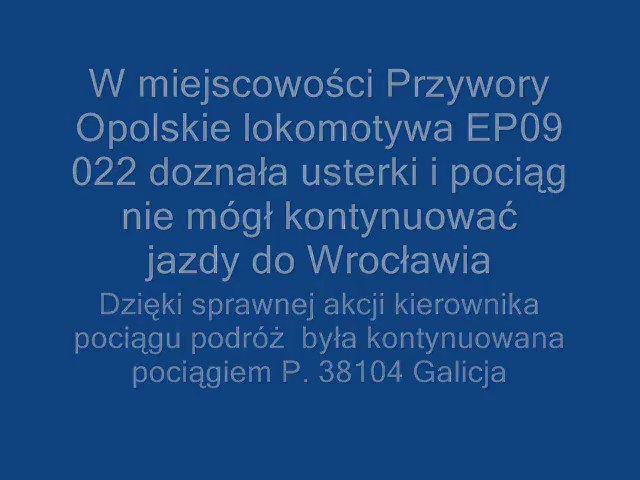 W miejscowości Przywory
Opolskie lokomotywa EP09
022 doznała usterki i pociąg
nie mógł kontynuować
jazdy do Wrocławia
Dzięki sprawnej akcji kierownika
pociągu podróż była kontynuowana
pociągiem P. 38104 Galicja